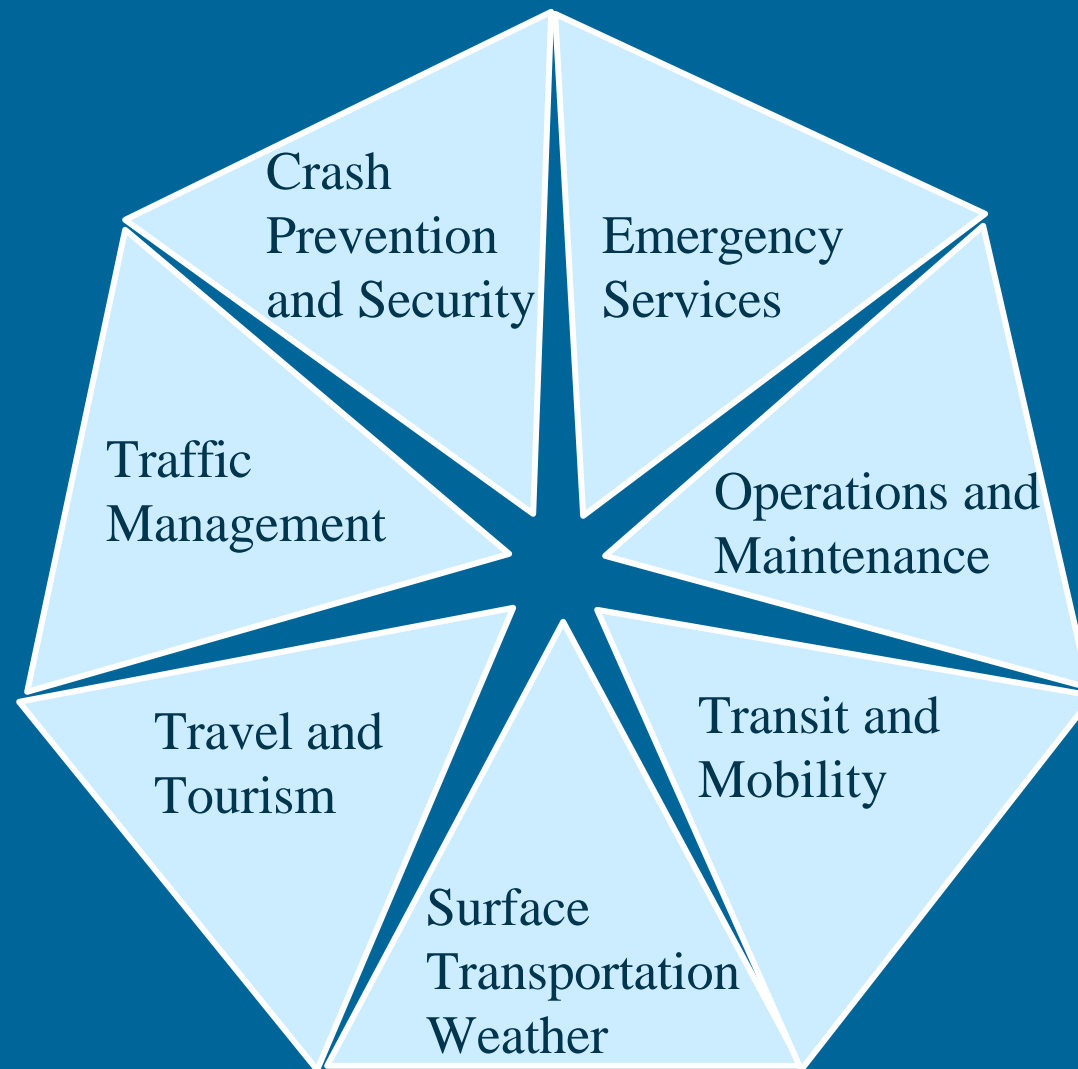 Crash
Prevention
and Security
Emergency
Services
Traffic
Management
Operations and
Maintenance
Travel and
Tourism
Transit and
Mobility
Surface
Transportation
Weather